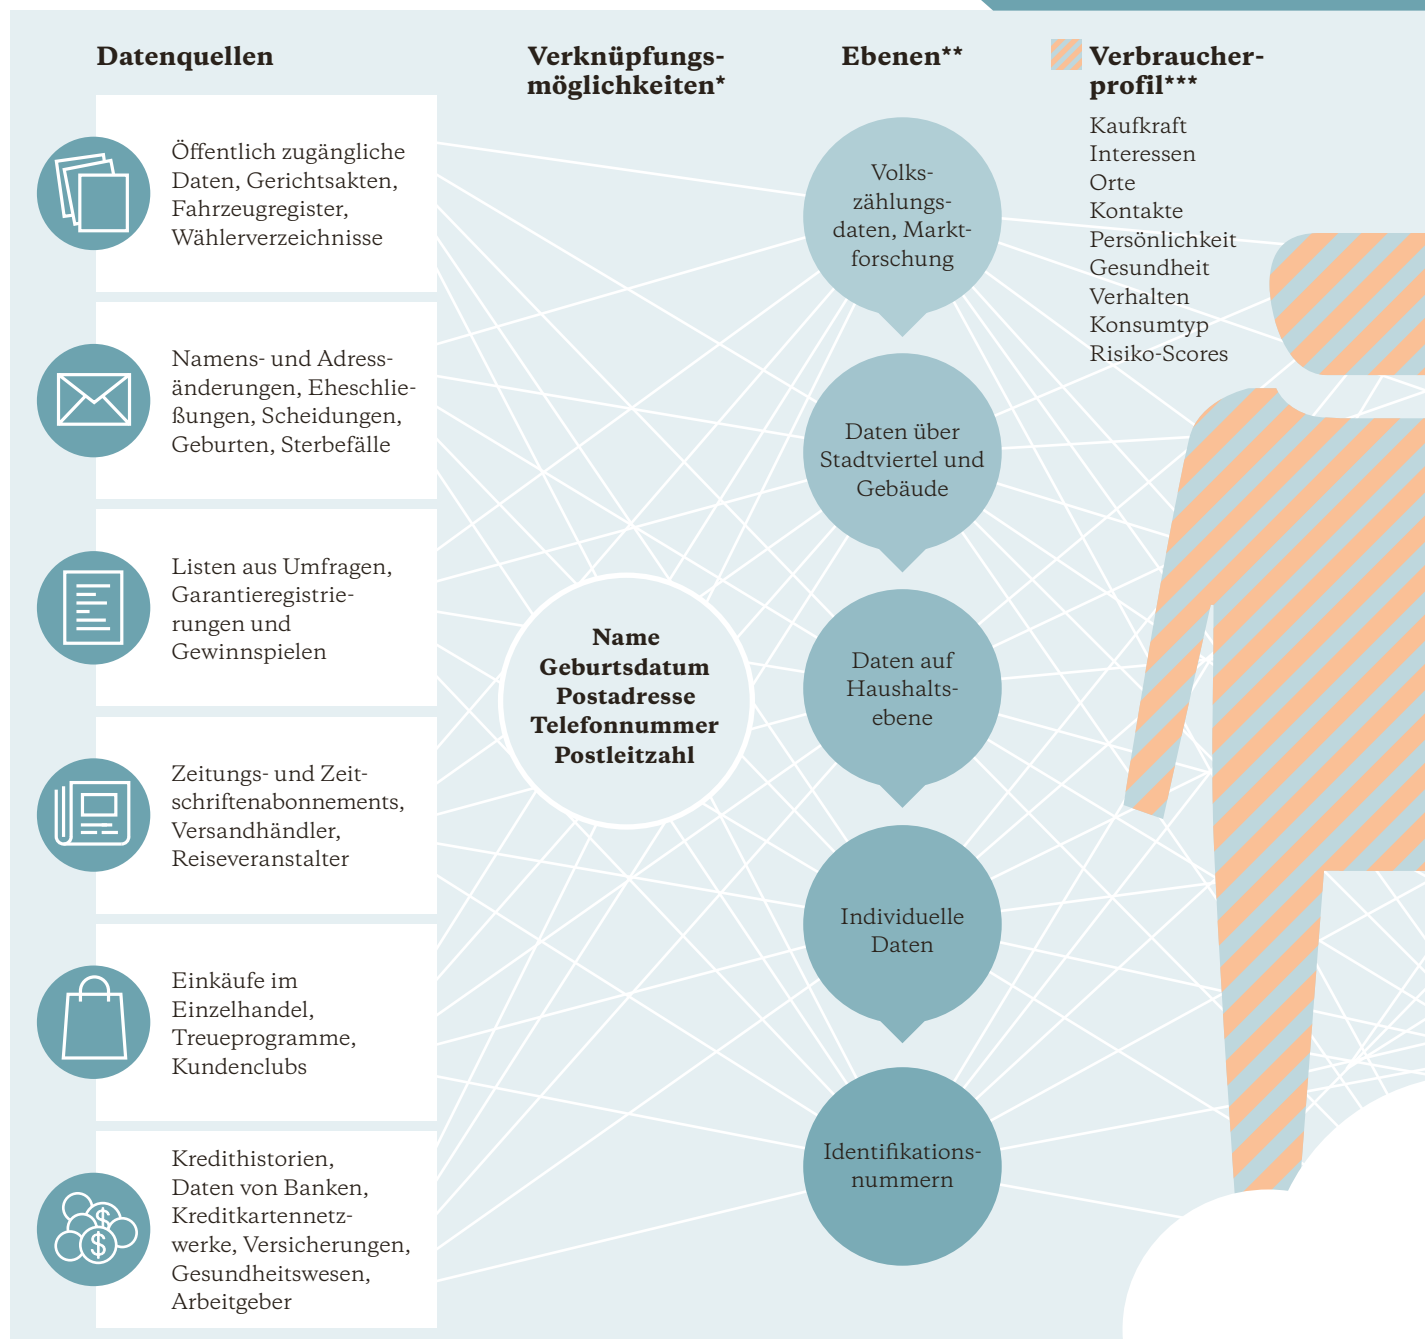 Datenquellen
Öffentlich zugängliche
Daten, Gerichtsakten,
Fahrzeugregister,
Wählerverzeichnisse
Namens- und Adress-
änderungen, Eheschlie-
ßungen, Scheidungen,
Geburten, Sterbefälle
Listen aus Umfragen,
Garantieregistrie-
rungen und
Gewinnspielen
Zeitungs- und Zeit-
schriftenabonnements,
Versandhändler,
Reiseveranstalter
Einkäufe im
Einzelhandel,
Treueprogramme,
Kundenclubs
$
$
Kredithistorien,
Daten von Banken,
Kreditkartennetz-
werke, Versicherungen,
Gesundheitswesen,
Arbeitgeber
Verknüpfungs-
möglichkeiten*
Name
Geburtsdatum
Postadresse
Telefonnummer
Postleitzahl
Ebenen**
Volks-
zählungs-
daten, Markt-
forschung
Daten über
Stadtviertel und
Gebäude
Daten auf
Haushalts-
ebene
Individuelle
Daten
Identifikations-
nummern
Verbraucher-
profil***
Kaufkraft
Interessen
Orte
Kontakte
Persönlichkeit
Gesundheit
Verhalten
Konsumtyp
Risiko-Scores